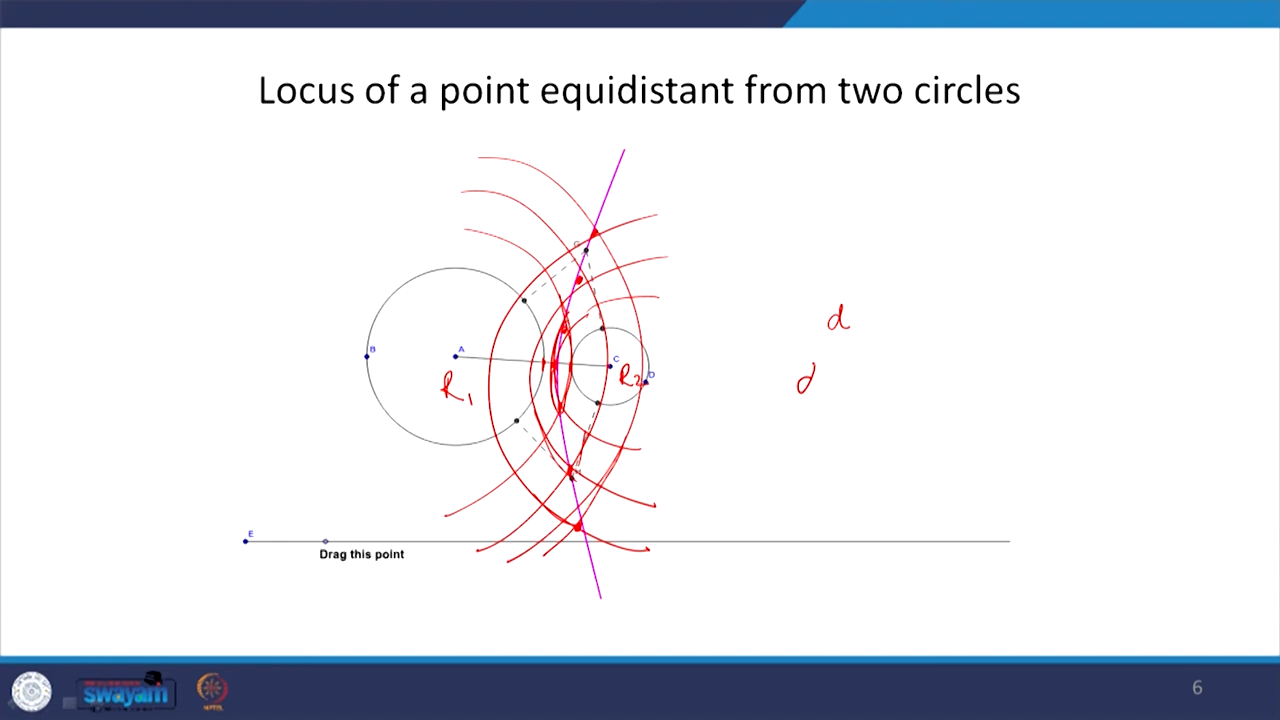 Locus of a point equidistant from two circles
B
A
C
D
R1
R2
d
d
E
Drag this point
swayam
6